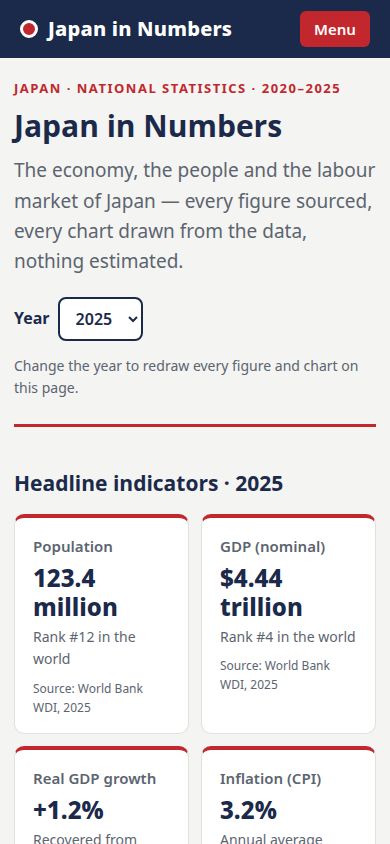 Japan in Numbers
Menu
JAPAN · NATIONAL STATISTICS · 2020–2025
Japan in Numbers
The economy, the people and the labour
market of Japan — every figure sourced,
every chart drawn from the data,
nothing estimated.
Year
2025
Change the year to redraw every figure and chart on
this page.
Headline indicators · 2025
Population
123.4
million
Rank #12 in the
world
Source: World Bank
WDI, 2025
GDP (nominal)
$4.44
trillion
Rank #4 in the world
Source: World Bank
WDI, 2025
Real GDP growth
+1.2%
Recovered from
Inflation (CPI)
3.2%
Annual average